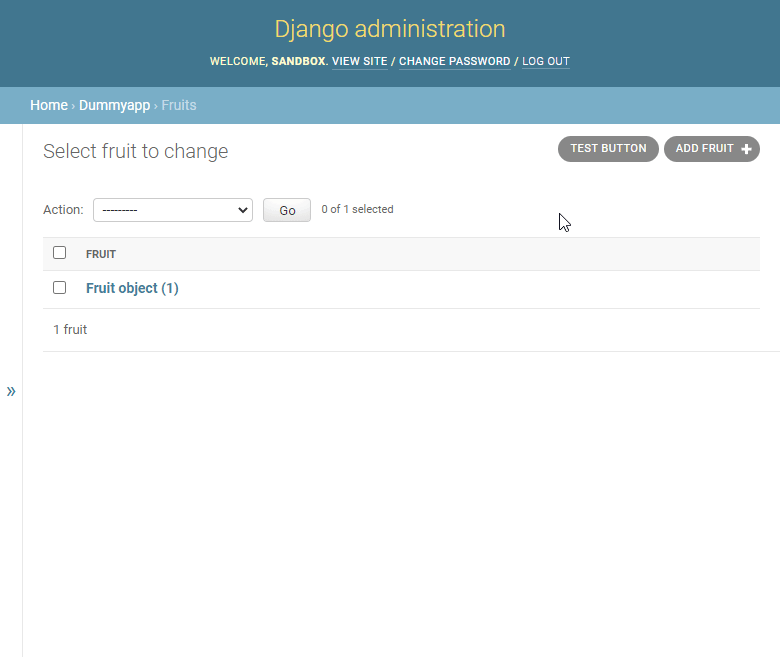 Django administration
WELCOME, SANDBOX. VIEW SITE / CHANGE PASSWORD / LOG OUT
Home › Dummyapp › Fruits
Select fruit to change
TEST BUTTON
ADD FRUIT +
Action: --------- Go 0 of 1 selected
FRUIT
Fruit object (1)
1 fruit
»